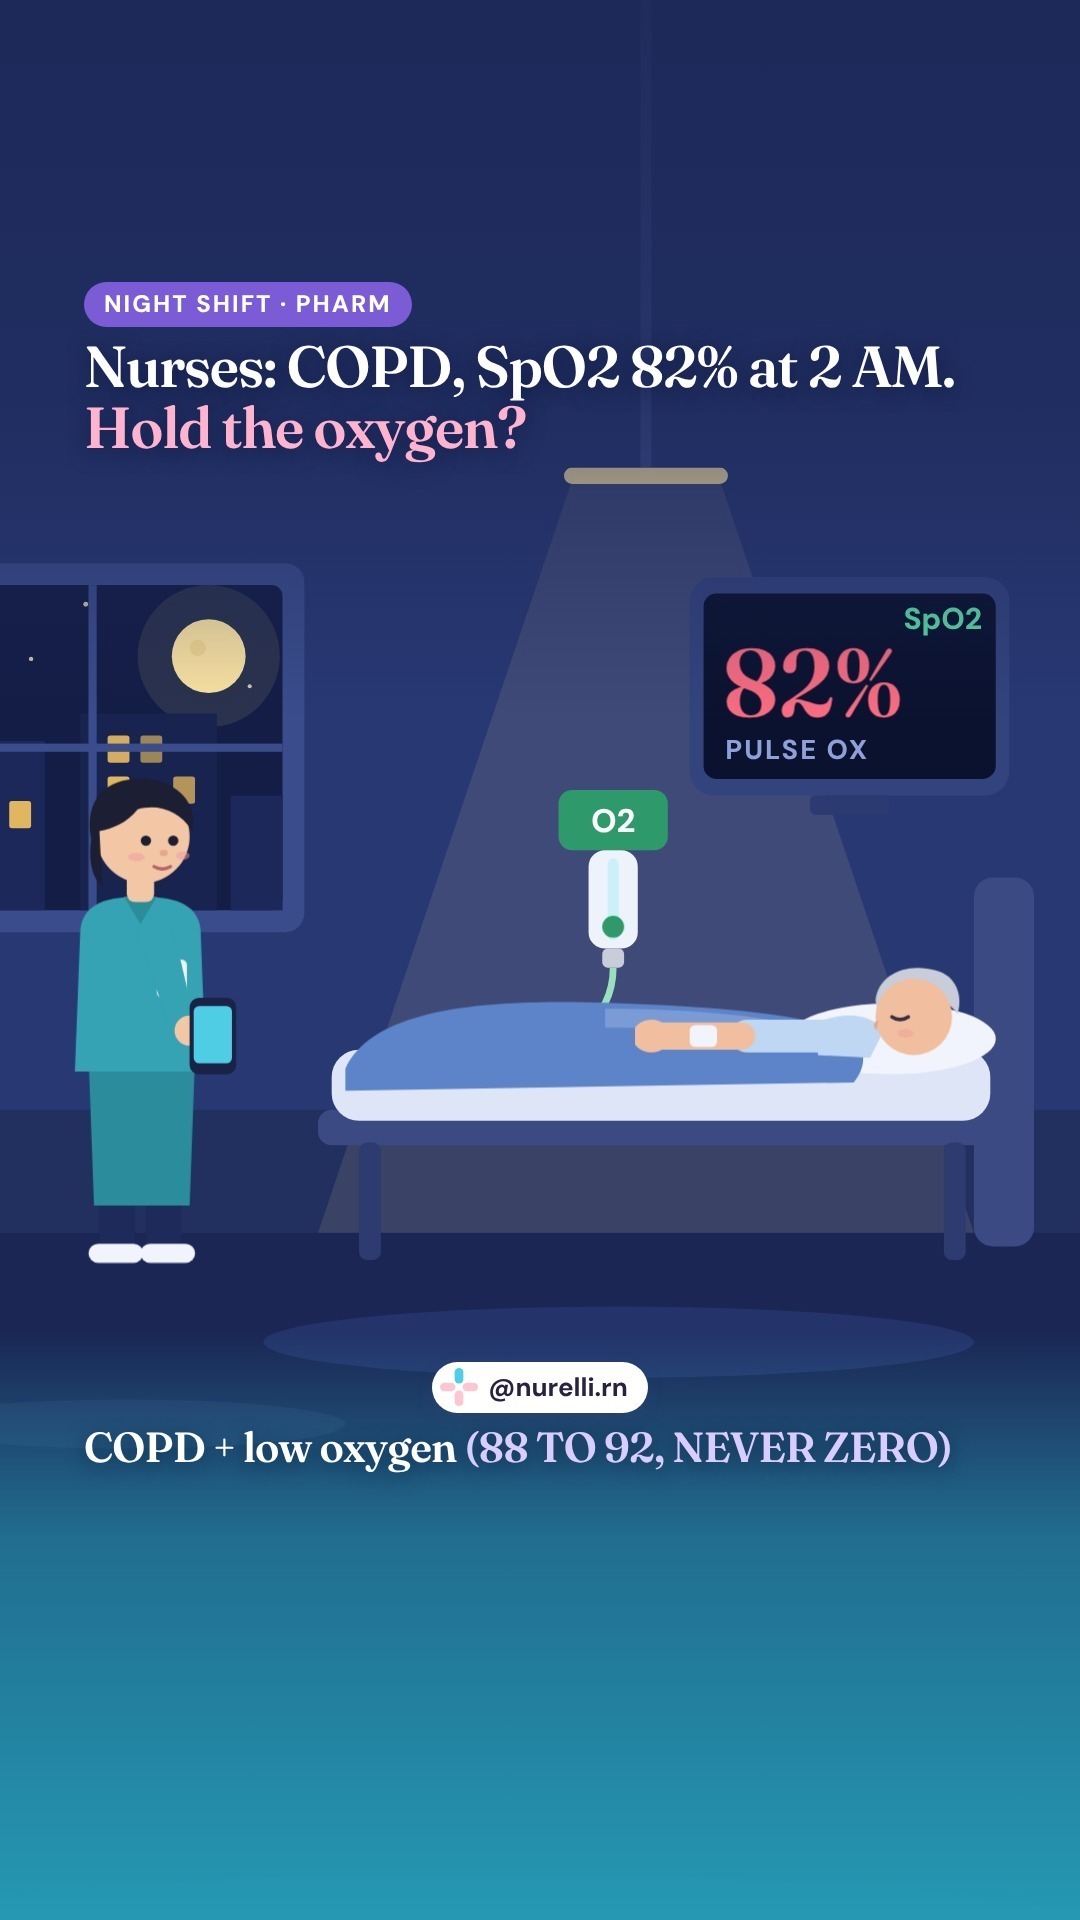 NIGHT SHIFT · PHARM
Nurses: COPD, SpO2 82% at 2 AM.
Hold the oxygen?
SpO2
82%
PULSE OX
O2
@nurelli.rn
COPD + low oxygen (88 TO 92, NEVER ZERO)